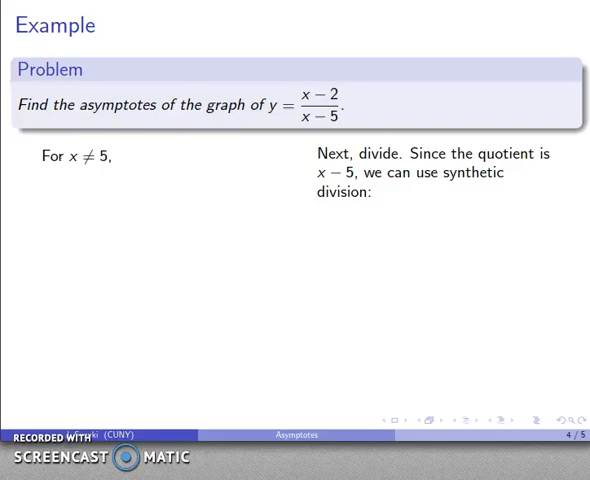 Example
Problem
Find the asymptotes of the graph of y = x − 2 / x − 5 .
For x ≠ 5,
Next, divide. Since the quotient is
x − 5, we can use synthetic
division:
(CUNY)
Asymptotes
4 / 5
RECORDED WITH
SCREENCAST MATIC